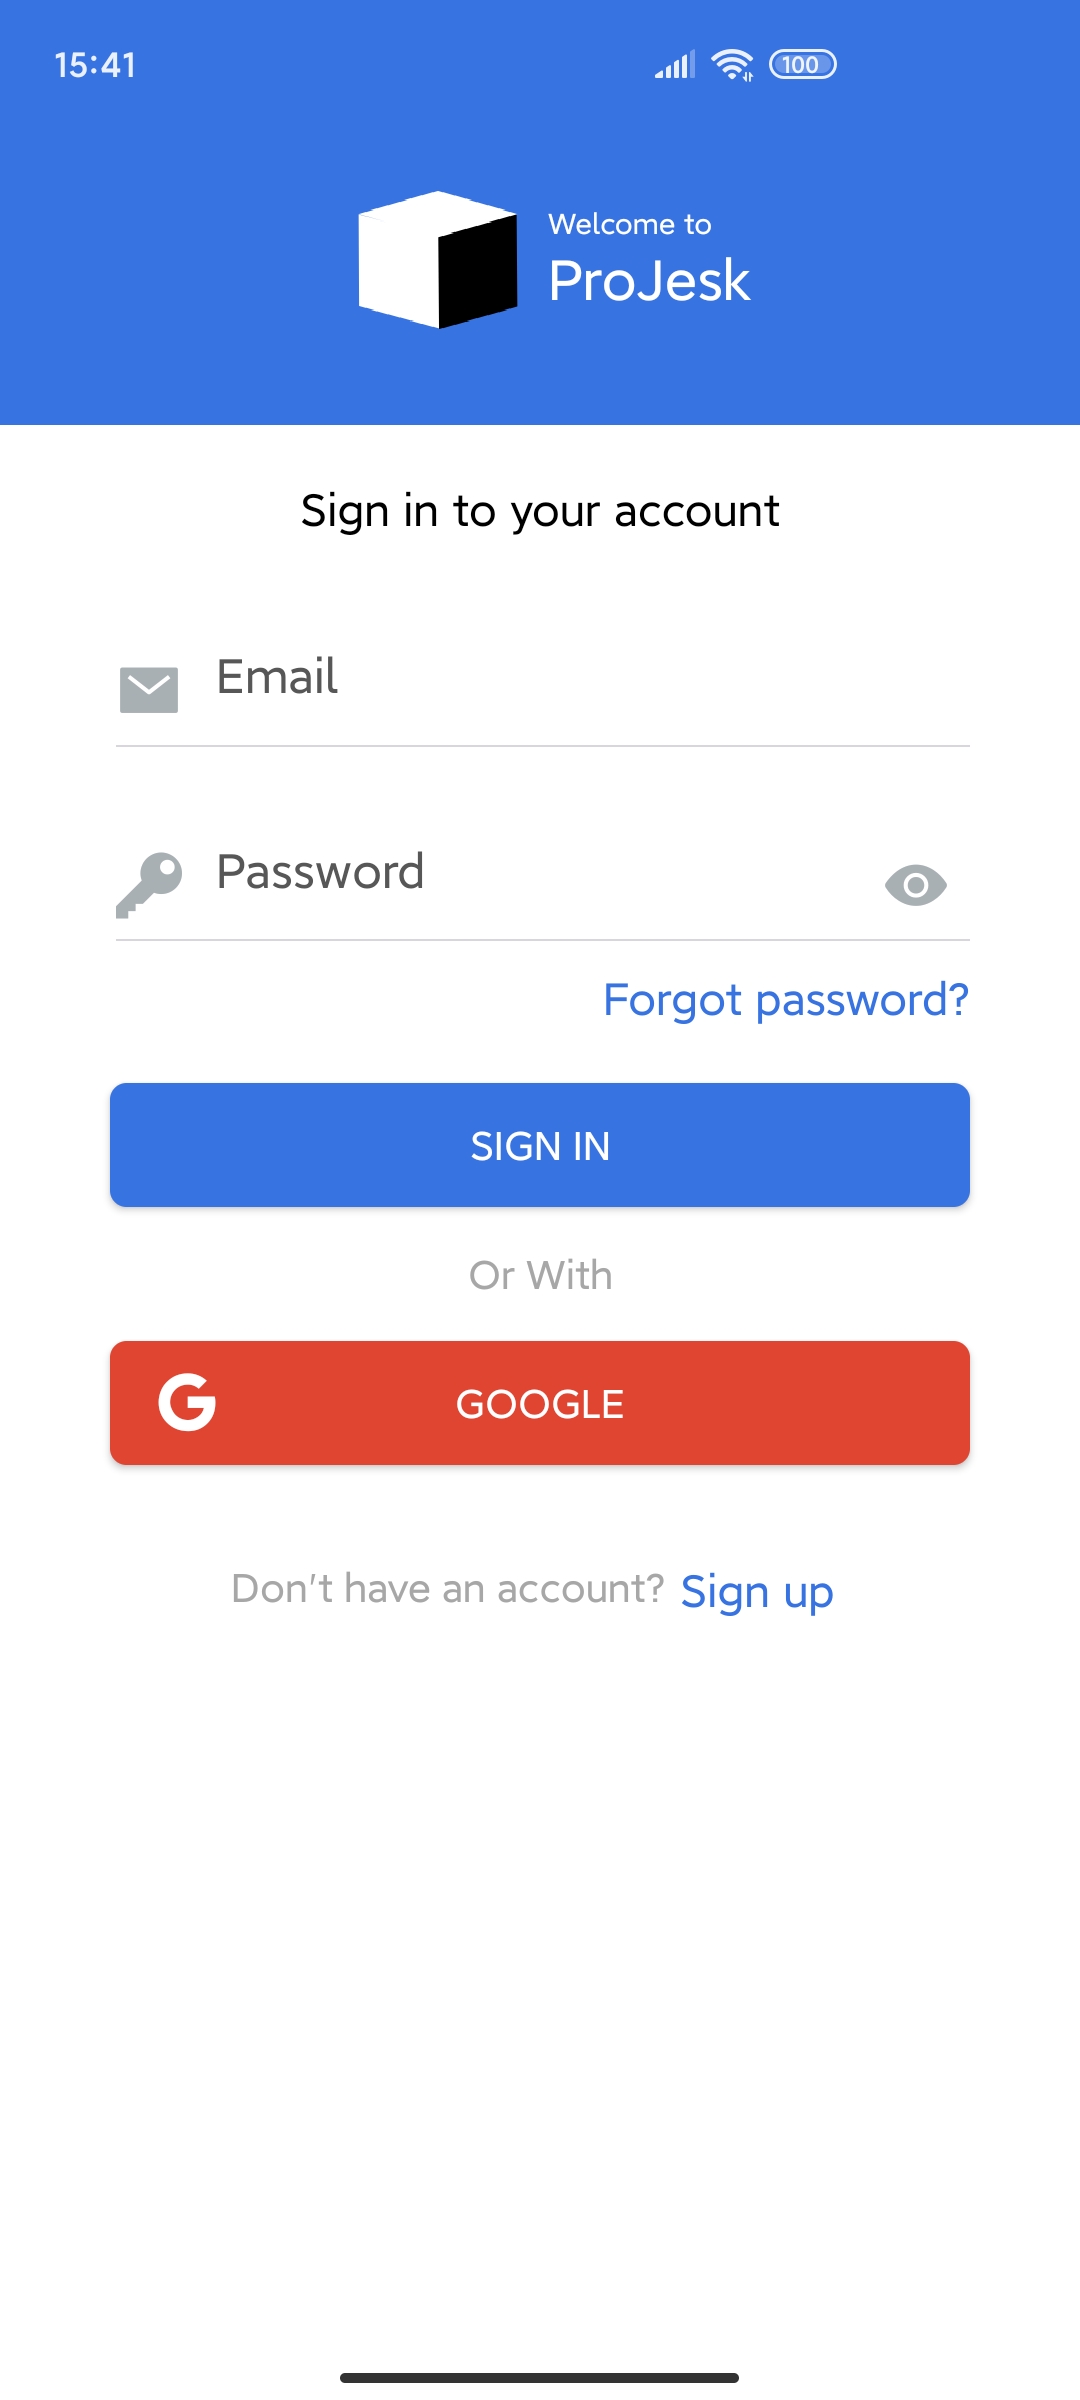 15:41
100
Welcome to
ProJesk
Sign in to your account
Email
Password
Forgot password?
SIGN IN
Or With
GOOGLE
Don't have an account? Sign up